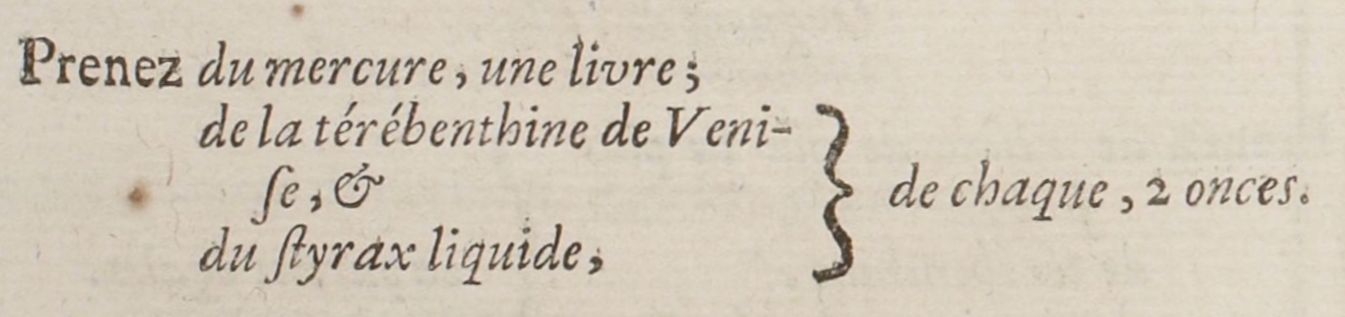 Prenez du mercure, une livre;
de la térébenthine de Veni-
ſe, &
du ſtyrax liquide,
de chaque, 2 onces.